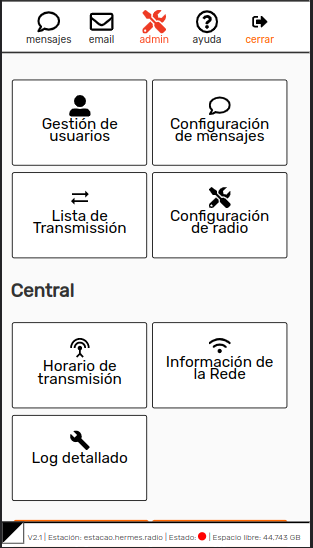 mensajes email admin ayuda cerrar
Gestión de
usuarios
Configuración
de mensajes
Lista de
Transmissión
Configuración
de radio
Central
Horario de
transmisión
Información de
la Rede
Log detallado
V2.1 | Estación: estacao.hermes.radio | Estado: | Espacio libre: 44.743 GB